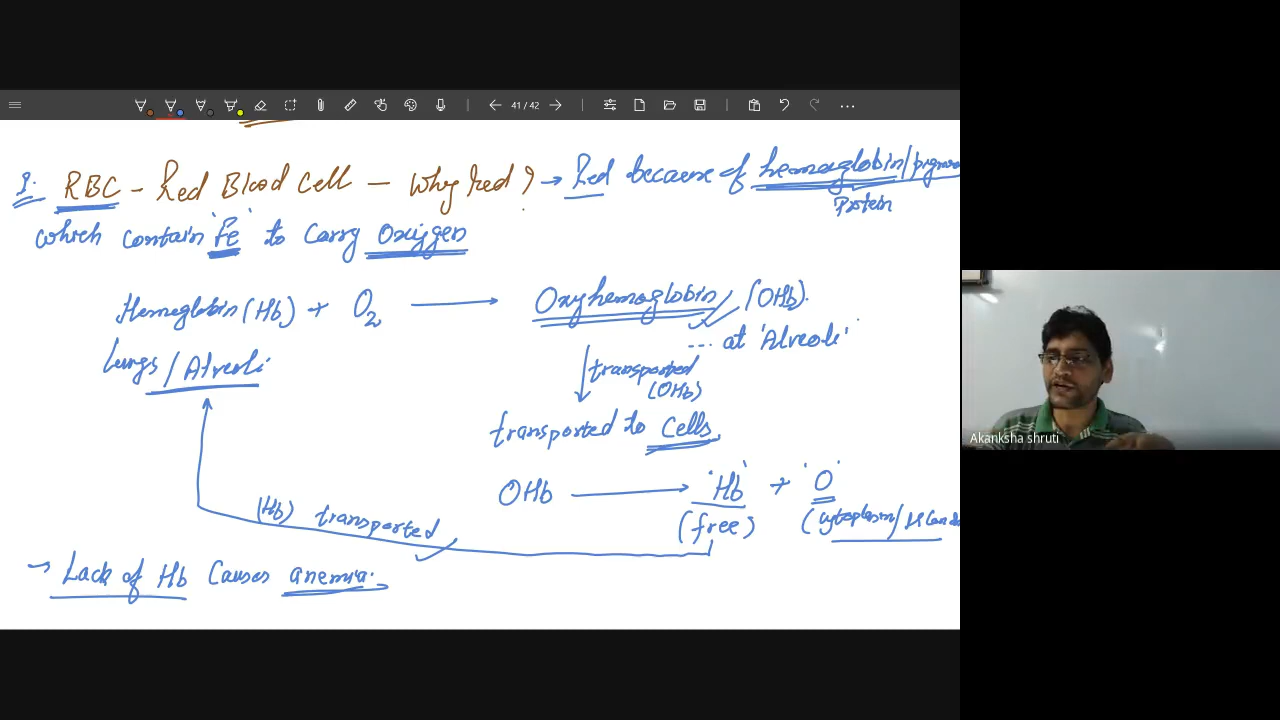 41 / 42
1. RBC - Red Blood Cell - Why red? → Red because of hemoglobin/
Protein
which contain 'Fe' to carry Oxygen
Hemoglobin (Hb) + O2 → Oxyhemoglobin (OHb).
Lungs / Alveoli
... at 'Alveoli'
transported
(OHb)
transported to Cells
OHb → 'Hb' + 'O'
(free) (cytoplasm/
(Hb) transported
→ Lack of Hb Causes anemia.
Akanksha shruti